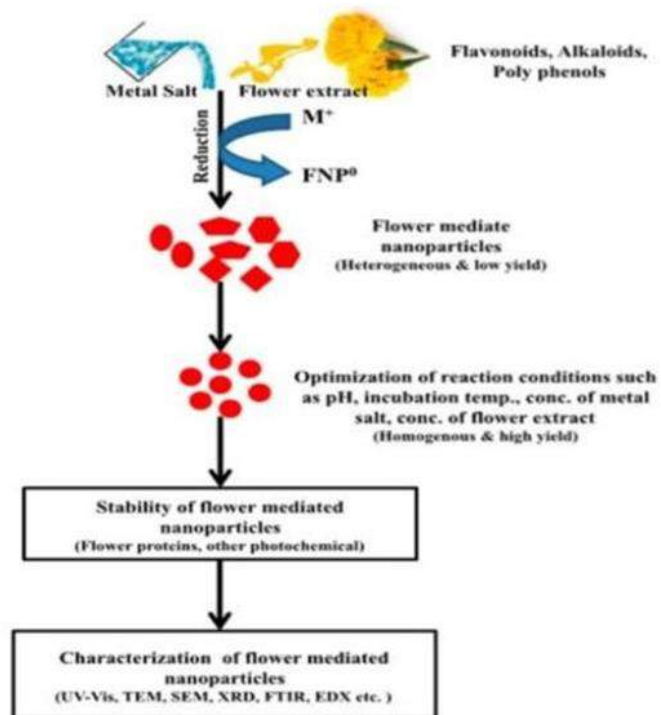 Flavonoids, Alkaloids,
Poly phenols
Metal Salt
Flower extract
Reduction
M⁺
FNP⁰
Flower mediate
nanoparticles
(Heterogeneous & low yield)
Optimization of reaction conditions such
as pH, incubation temp., conc. of metal
salt, conc. of flower extract
(Homogenous & high yield)
Stability of flower mediated
nanoparticles
(Flower proteins, other photochemical)
Characterization of flower mediated
nanoparticles
(UV-Vis, TEM, SEM, XRD, FTIR, EDX etc. )